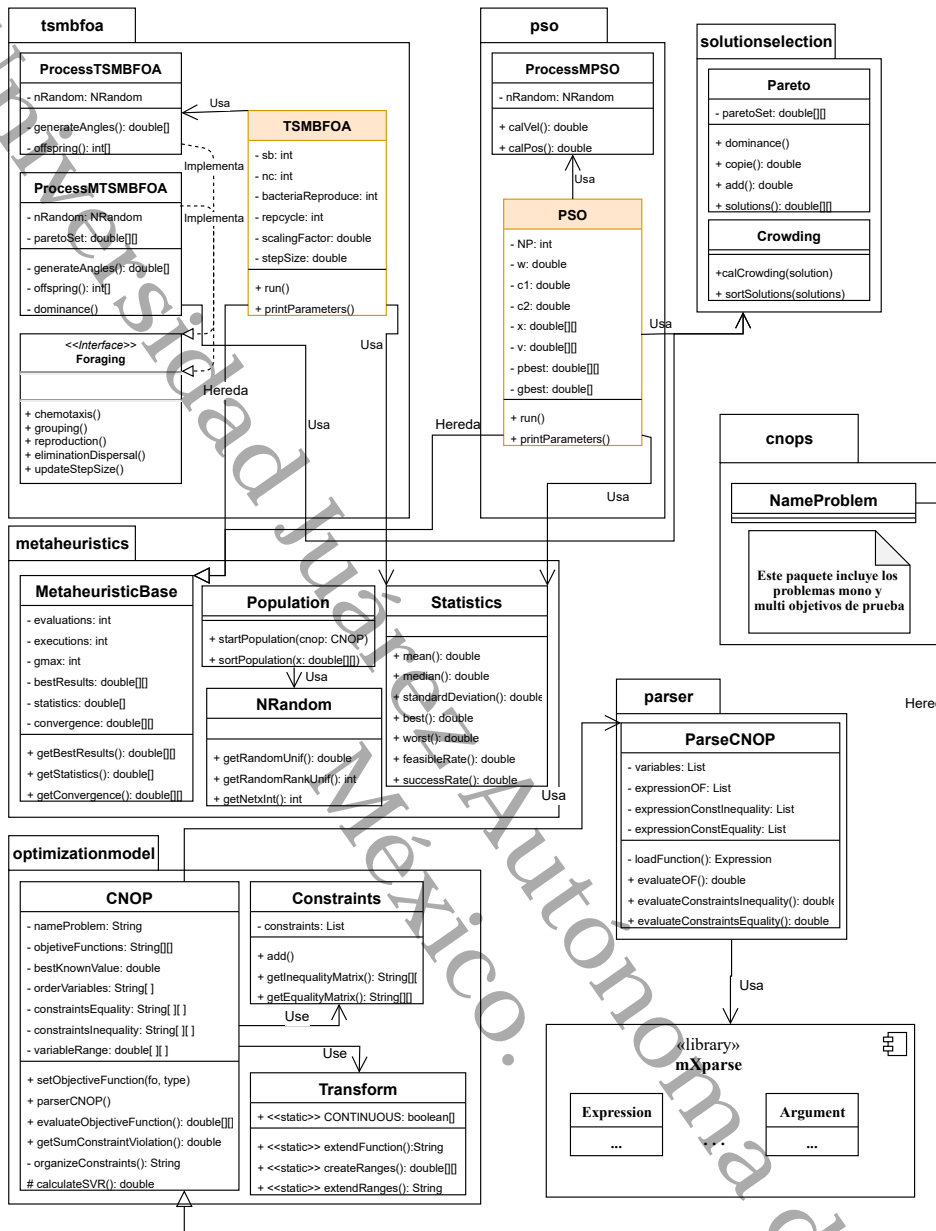 tsmbfoa
ProcessTSMBFOA
- nRandom: NRandom
- generateAngles(): double[]
- offspring(): int[]
Usa
TSMBFOA
- sb: int
- nc: int
- bacteriaReproduce: int
- repcycle: int
- scalingFactor: double
- stepSize: double
+ run()
+ printParameters()
Implementa
Implementa
ProcessMTSMBFOA
- nRandom: NRandom
- paretoSet: double[][]
- generateAngles(): double[]
- offspring(): int[]
- dominance()
<<Interface>>
Foraging
+ chemotaxis()
+ grouping()
+ reproduction()
+ eliminationDispersal()
+ updateStepSize()
Hereda
Usa
Usa
pso
ProcessMPSO
- nRandom: NRandom
+ calVel(): double
+ calPos(): double
Usa
PSO
- NP: int
- w: double
- c1: double
- c2: double
- x: double[][]
- v: double[][]
- pbest: double[][]
- gbest: double[]
+ run()
+ printParameters()
Hereda
Usa
Usa
solutionselection
Pareto
- paretoSet: double[][]
+ dominance()
+ copie(): double
+ add(): double
+ solutions(): double[][]
Crowding
+calCrowding(solution)
+ sortSolutions(solutions)
cnops
NameProblem
Este paquete incluye los
problemas mono y
multi objetivos de prueba
metaheuristics
MetaheuristicBase
- evaluations: int
- executions: int
- gmax: int
- bestResults: double[][]
- statistics: double[]
- convergence: double[][]
+ getBestResults(): double[][]
+ getStatistics(): double[]
+ getConvergence(): double[][]
Population
+ startPopulation(cnop: CNOP)
+ sortPopulation(x: double[][])
Usa
NRandom
+ getRandomUnif(): double
+ getRandomRankUnif(): int
+ getNetxInt(): int
Statistics
+ mean(): double
+ median(): double
+ standardDeviation(): double
+ best(): double
+ worst(): double
+ feasibleRate(): double
+ successRate(): double
Usa
parser
ParseCNOP
- variables: List
- expressionOF: List
- expressionConstInequality: List
- expressionConstEquality: List
- loadFunction(): Expression
+ evaluateOF(): double
+ evaluateConstraintsInequality(): double
+ evaluateConstraintsEquality(): double
Usa
optimizationmodel
CNOP
- nameProblem: String
- objetiveFunctions: String[][]
- bestKnownValue: double
- orderVariables: String[ ]
- constraintsEquality: String[ ][ ]
- constraintsInequality: String[ ][ ]
- variableRange: double[ ][ ]
+ setObjectiveFunction(fo, type)
+ parserCNOP()
+ evaluateObjectiveFunction(): double[][]
+ getSumConstraintViolation(): double
- organizeConstraints(): String
# calculateSVR(): double
Constraints
- constraints: List
+ add()
+ getInequalityMatrix(): String[][
+ getEqualityMatrix(): String[][]
Use
Use
Transform
+ <<static>> CONTINUOUS: boolean[]
+ <<static>> extendFunction():String
+ <<static>> createRanges(): double[][]
+ <<static>> extendRanges(): String
«library»
mXparse
Expression
...
. . .
Argument
...
Universidad Juárez Autónoma d
México.